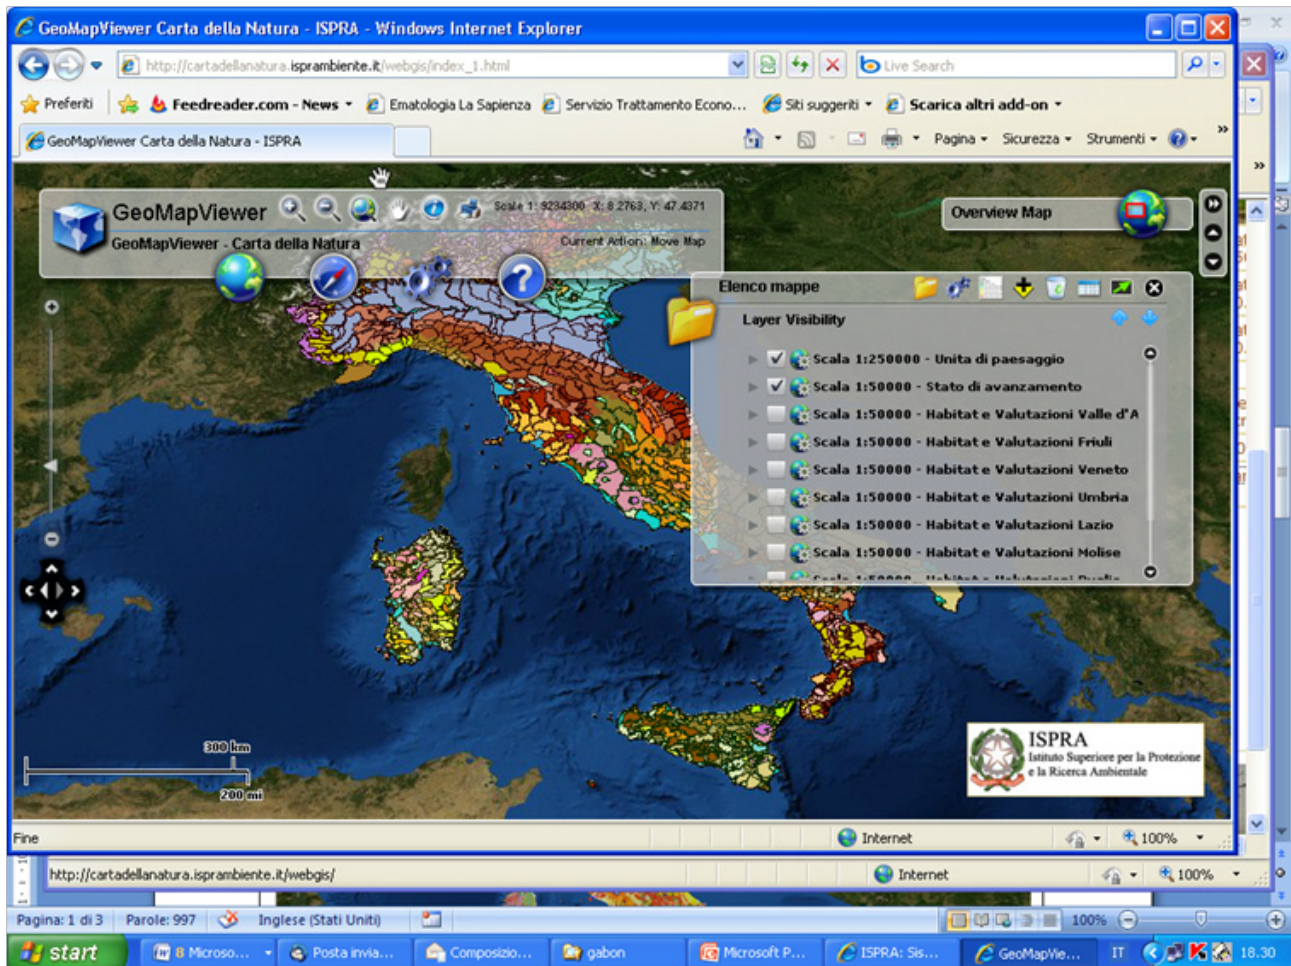 GeoMapViewer Carta della Natura - ISPRA - Windows Internet Explorer
http://cartadellanatura.isprambiente.it/webgis/index_1.html
Live Search
Preferiti
Feedreader.com - News
Ematologia La Sapienza
Servizio Trattamento Econo...
Siti suggeriti
Scarica altri add-on
GeoMapViewer Carta della Natura - ISPRA
Pagina
Sicurezza
Strumenti
GeoMapViewer
Scale 1: 9234300 X: 8.2763, Y: 47.4371
GeoMapViewer - Carta della Natura
Current Action: Move Map
Overview Map
Elenco mappe
Layer Visibility
Scala 1:250000 - Unita di paesaggio
Scala 1:50000 - Stato di avanzamento
Scala 1:50000 - Habitat e Valutazioni Valle d'A
Scala 1:50000 - Habitat e Valutazioni Friuli
Scala 1:50000 - Habitat e Valutazioni Veneto
Scala 1:50000 - Habitat e Valutazioni Umbria
Scala 1:50000 - Habitat e Valutazioni Lazio
Scala 1:50000 - Habitat e Valutazioni Molise
Scala 1:50000 - Habitat e Valutazioni Puglia
300 km
200 mi
ISPRA
Istituto Superiore per la Protezione
e la Ricerca Ambientale
Fine
Internet
100%
http://cartadellanatura.isprambiente.it/webgis/
Internet
100%
Pagina: 1 di 3
Parole: 997
Inglese (Stati Uniti)
100%
start
8 Microso...
Posta invia...
Composizio...
gabon
Microsoft P...
ISPRA: Sis...
GeoMapVie...
IT
18.30